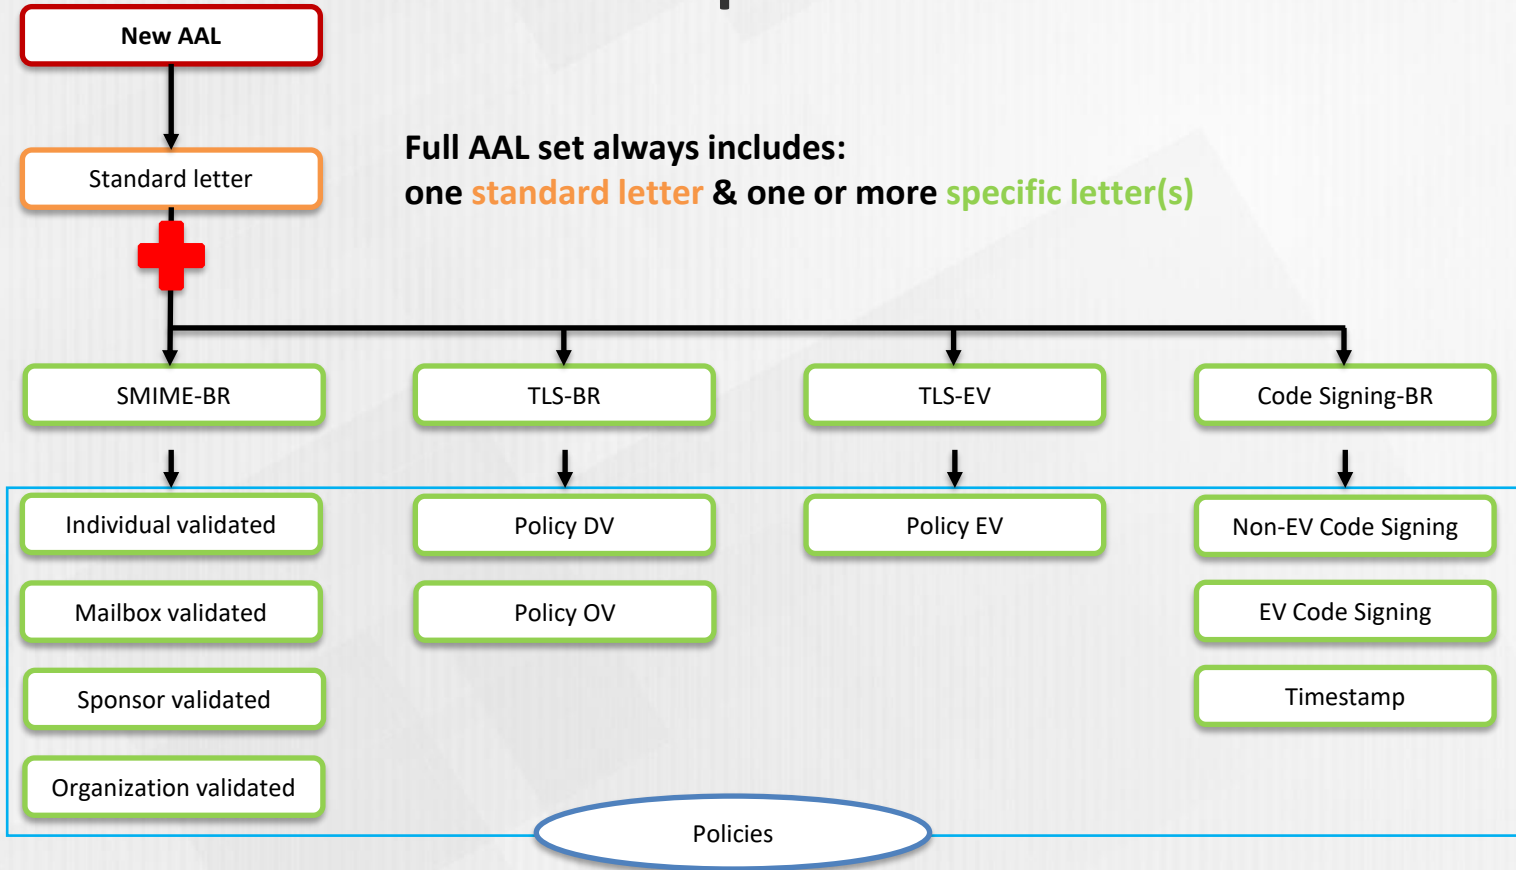 New AAL
Standard letter
Full AAL set always includes:
one standard letter & one or more specific letter(s)
SMIME-BR
TLS-BR
TLS-EV
Code Signing-BR
Individual validated
Policy DV
Policy EV
Non-EV Code Signing
Mailbox validated
Policy OV
EV Code Signing
Sponsor validated
Timestamp
Organization validated
Policies